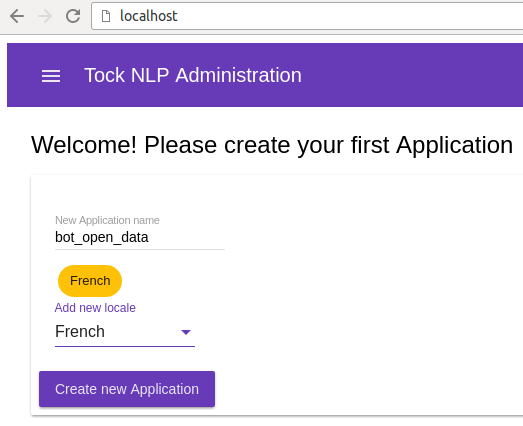 localhost
Tock NLP Administration
Welcome! Please create your first Application
New Application name
bot_open_data
French
Add new locale
French
Create new Application